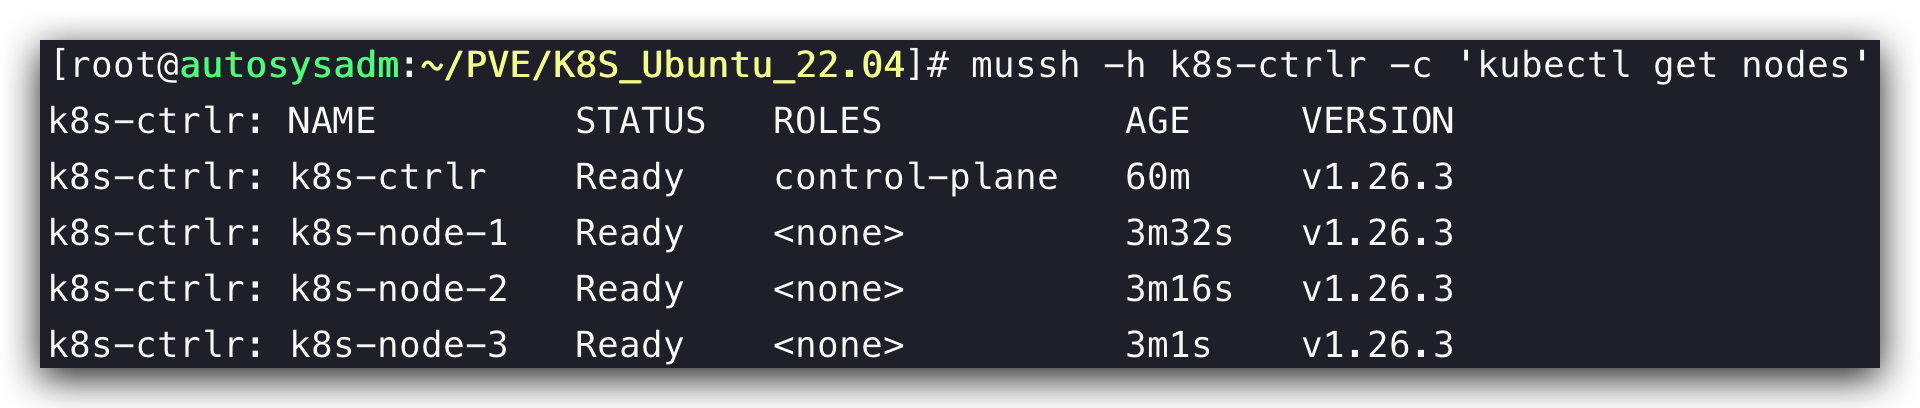 [root@autosysadm:~/PVE/K8S_Ubuntu_22.04]# mussh -h k8s-ctrlr -c 'kubectl get nodes'
k8s-ctrlr: NAME         STATUS   ROLES           AGE     VERSION
k8s-ctrlr: k8s-ctrlr    Ready    control-plane   60m     v1.26.3
k8s-ctrlr: k8s-node-1   Ready    <none>          3m32s   v1.26.3
k8s-ctrlr: k8s-node-2   Ready    <none>          3m16s   v1.26.3
k8s-ctrlr: k8s-node-3   Ready    <none>          3m1s    v1.26.3